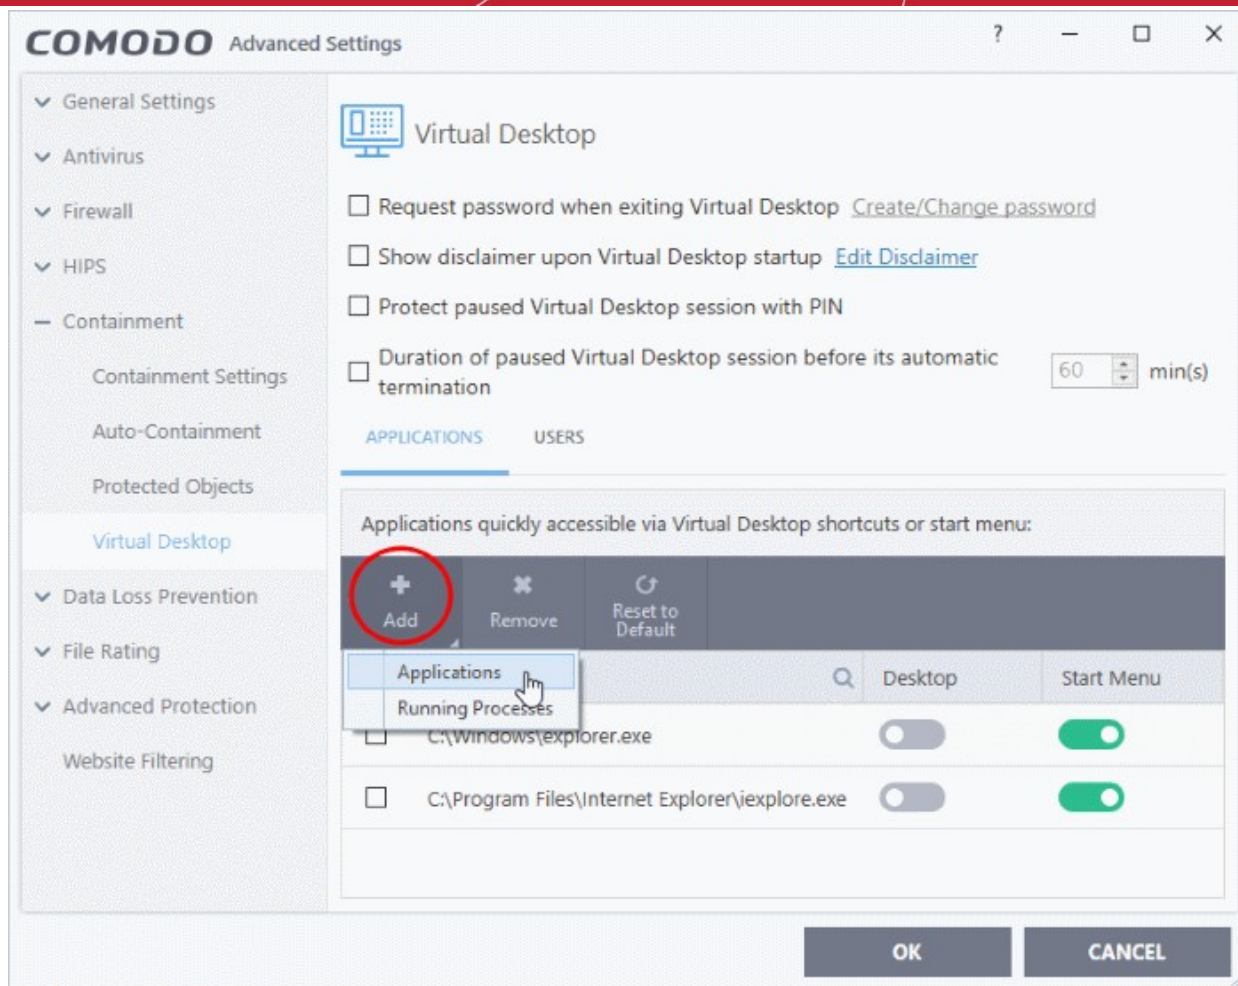 COMODO Advanced Settings
?
General Settings
Antivirus
Firewall
HIPS
Containment
Containment Settings
Auto-Containment
Protected Objects
Virtual Desktop
Data Loss Prevention
File Rating
Advanced Protection
Website Filtering
Virtual Desktop
Request password when exiting Virtual Desktop Create/Change password
Show disclaimer upon Virtual Desktop startup Edit Disclaimer
Protect paused Virtual Desktop session with PIN
Duration of paused Virtual Desktop session before its automatic
termination
60 min(s)
APPLICATIONS USERS
Applications quickly accessible via Virtual Desktop shortcuts or start menu:
Add Remove Reset to
Default
Applications
Running Processes
Desktop Start Menu
C:\Windows\explorer.exe
C:\Program Files\Internet Explorer\iexplore.exe
OK CANCEL